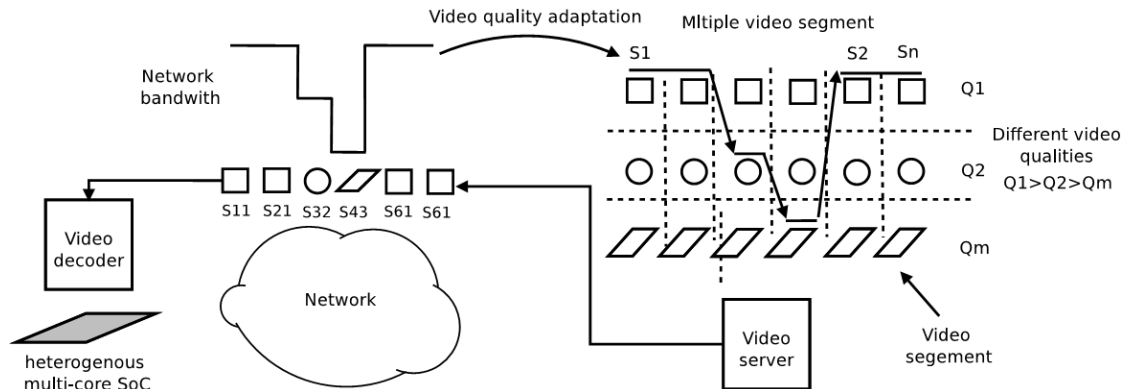 Video quality adaptation
Mltiple video segment
S1
S2
Sn
Network
bandwith
Q1
Different video
qualities
Q1>Q2>Qm
Q2
S11
S21
S32
S43
S61
S61
Video
decoder
Qm
Network
Video
server
Video
segement
heterogenous
multi-core SoC